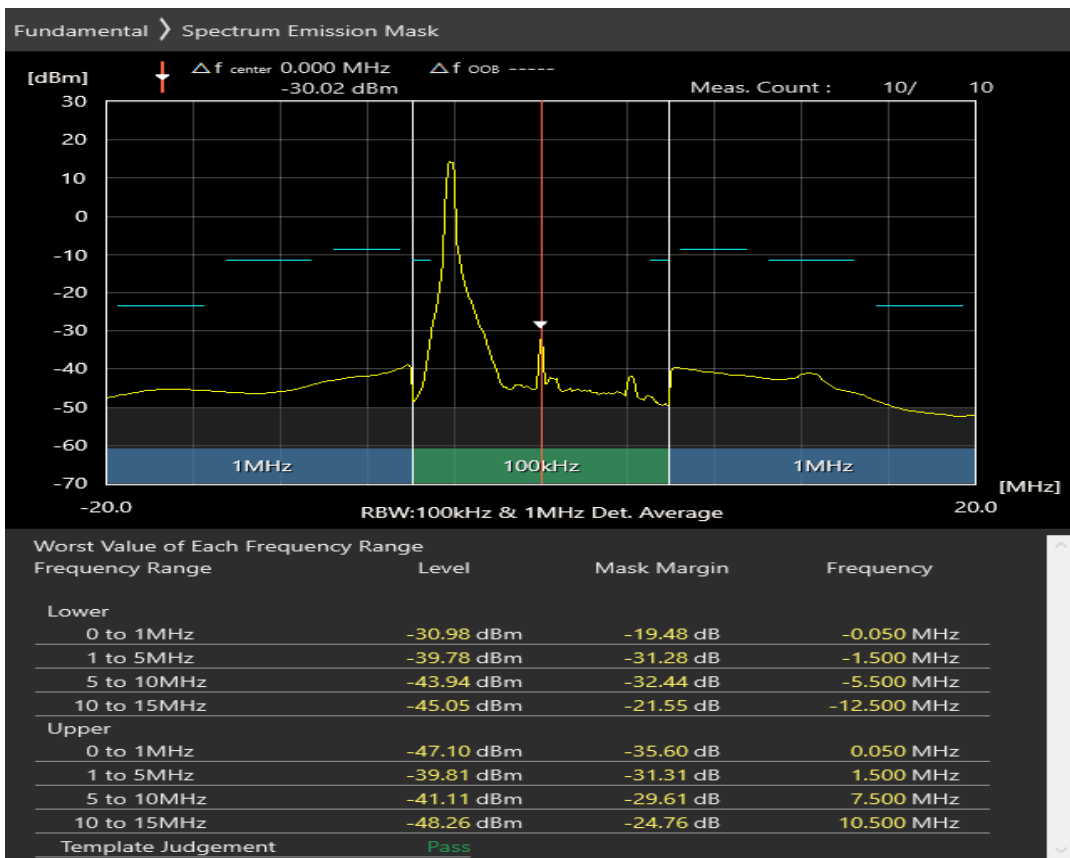 Fundamental ❯ Spectrum Emission Mask
[dBm] △f center 0.000 MHz △f OOB -----
-30.02 dBm Meas. Count : 10/ 10
30
20
10
0
-10
-20
-30
-40
-50
-60
1MHz 100kHz 1MHz
-70
[MHz]
-20.0 RBW:100kHz & 1MHz Det. Average 20.0
Worst Value of Each Frequency Range
Frequency Range Level Mask Margin Frequency
Lower
0 to 1MHz -30.98 dBm -19.48 dB -0.050 MHz
1 to 5MHz -39.78 dBm -31.28 dB -1.500 MHz
5 to 10MHz -43.94 dBm -32.44 dB -5.500 MHz
10 to 15MHz -45.05 dBm -21.55 dB -12.500 MHz
Upper
0 to 1MHz -47.10 dBm -35.60 dB 0.050 MHz
1 to 5MHz -39.81 dBm -31.31 dB 1.500 MHz
5 to 10MHz -41.11 dBm -29.61 dB 7.500 MHz
10 to 15MHz -48.26 dBm -24.76 dB 10.500 MHz
Template Judgement Pass